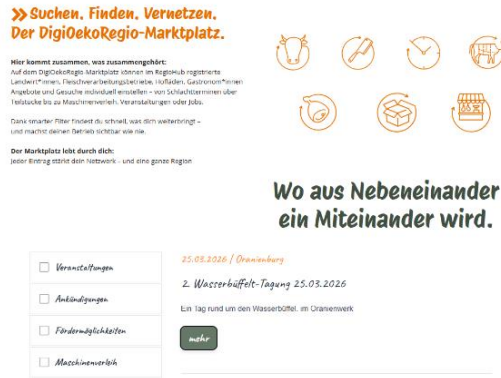 Suchen. Finden. Vernetzen.
Der DigiOekoRegio-Marktplatz.
Hier kommt zusammen, was zusammengehört:
Auf dem DigiOekoRegio Marktplatz können im RegioHub registrierte
Landwirt*innen, Fleischverarbeitungsbetriebe, Hofläden, Gastronom*innen
Angebote und Gesuche individuell einstellen – von Schlachtterminen über
Teilstücke bis zu Maschinenverleih, Veranstaltungen oder Jobs.
Dank smarter Filter findest du schnell, was dich weiterbringt –
und machst deinen Betrieb sichtbar wie nie.
Der Marktplatz lebt durch dich:
Jeder Eintrag stärkt dein Netzwerk – und eine ganze Region
Wo aus Nebeneinander
ein Miteinander wird.
Veranstaltungen
Ankündigungen
Fördermöglichkeiten
Maschinenverleih
25.03.2026 / Oranienburg
2. Wasserbüffelt-Tagung 25.03.2026
Ein Tag rund um den Wasserbüffel. im Oranienwerk
mehr